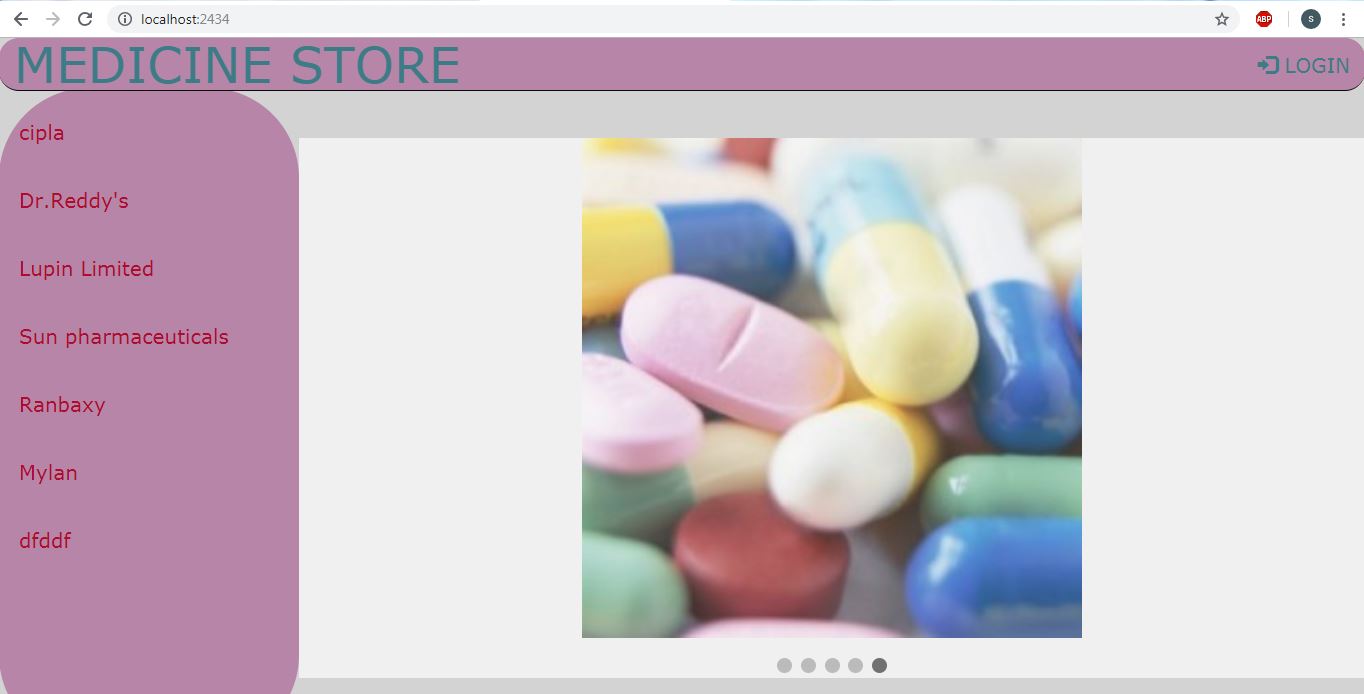 localhost:2434
ABP
S
MEDICINE STORE
LOGIN
cipla
Dr.Reddy's
Lupin Limited
Sun pharmaceuticals
Ranbaxy
Mylan
dfddf